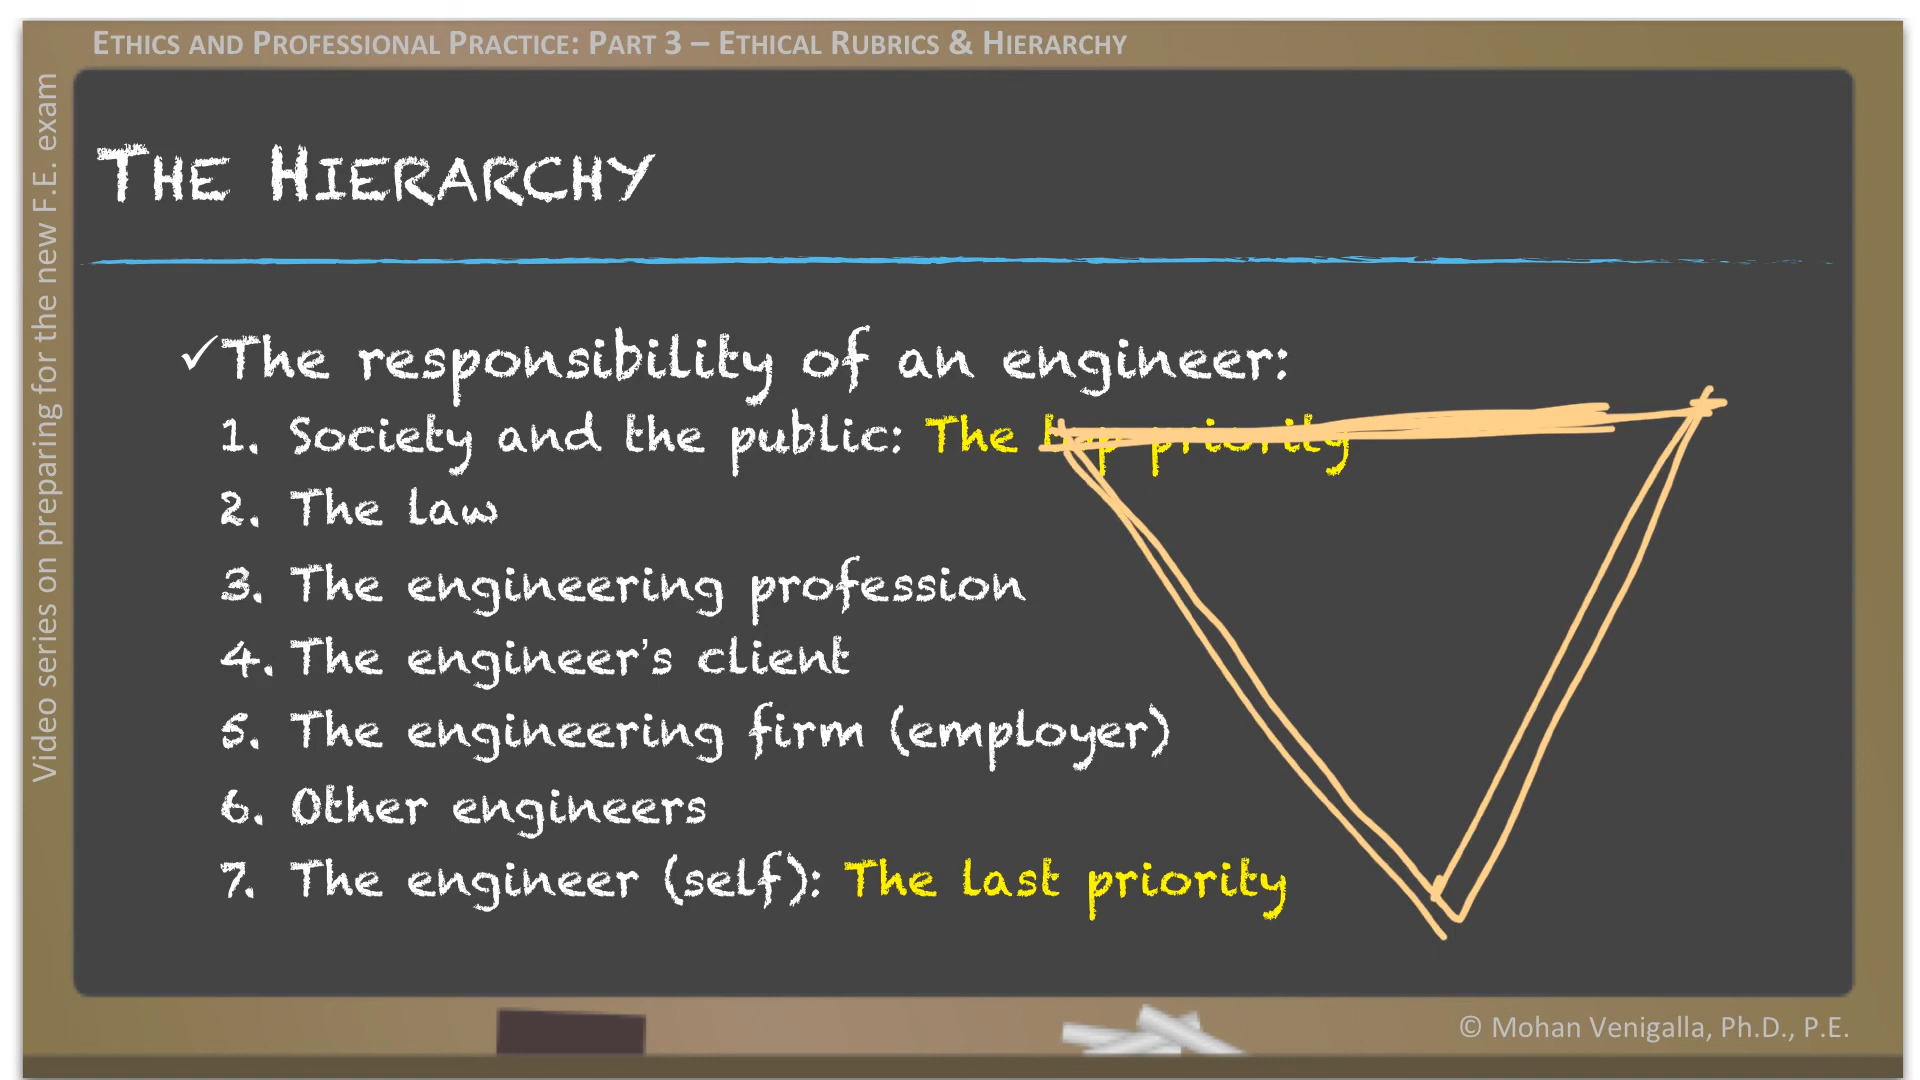 ETHICS AND PROFESSIONAL PRACTICE: PART 3 – ETHICAL RUBRICS & HIERARCHY
Video series on preparing for the new F.E. exam
THE HIERARCHY
✓The responsibility of an engineer:
1. Society and the public: The top priority
2. The law
3. The engineering profession
4. The engineer's client
5. The engineering firm (employer)
6. Other engineers
7. The engineer (self): The last priority
© Mohan Venigalla, Ph.D., P.E.